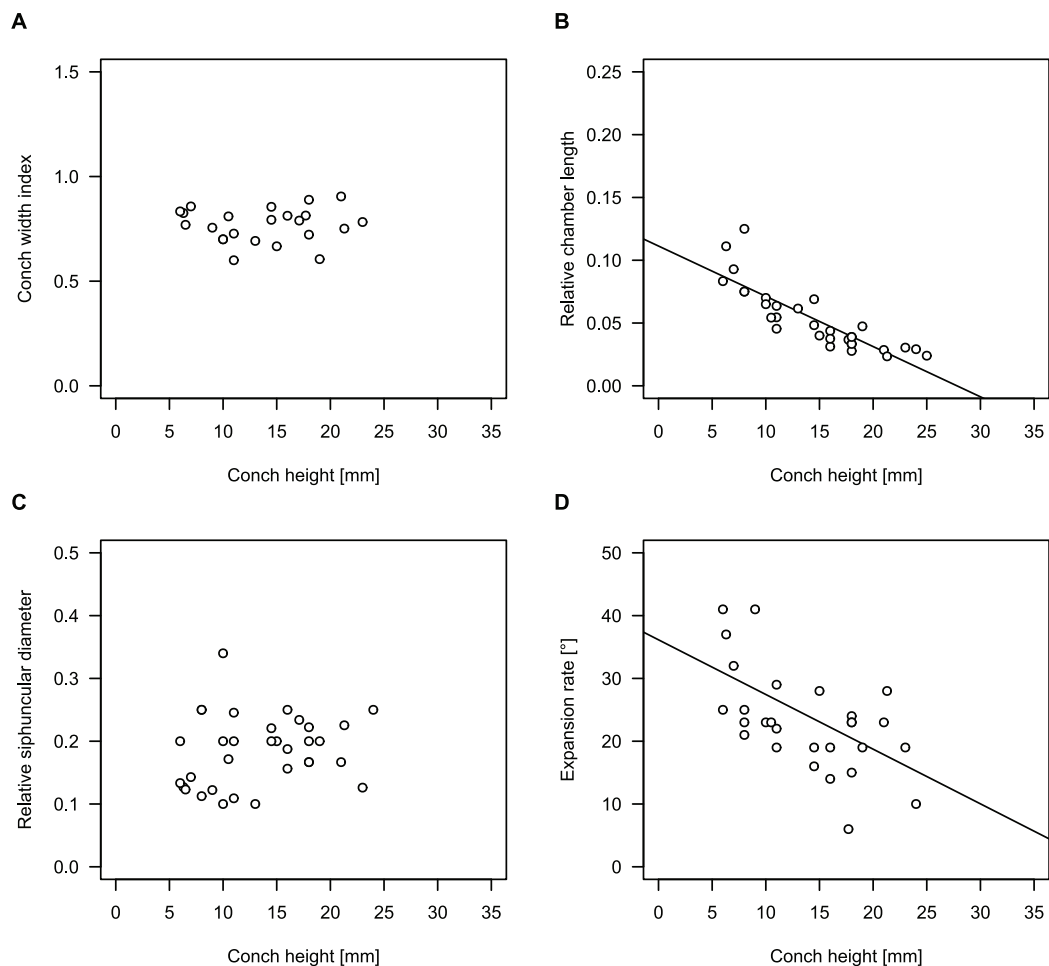 A
Conch width index
1.5
1.0
0.5
0.0
0 5 10 15 20 25 30 35
Conch height [mm]
B
Relative chamber length
0.25
0.20
0.15
0.10
0.05
0.00
0 5 10 15 20 25 30 35
Conch height [mm]
C
Relative siphuncular diameter
0.5
0.4
0.3
0.2
0.1
0.0
0 5 10 15 20 25 30 35
Conch height [mm]
D
Expansion rate [°]
50
40
30
20
10
0
0 5 10 15 20 25 30 35
Conch height [mm]